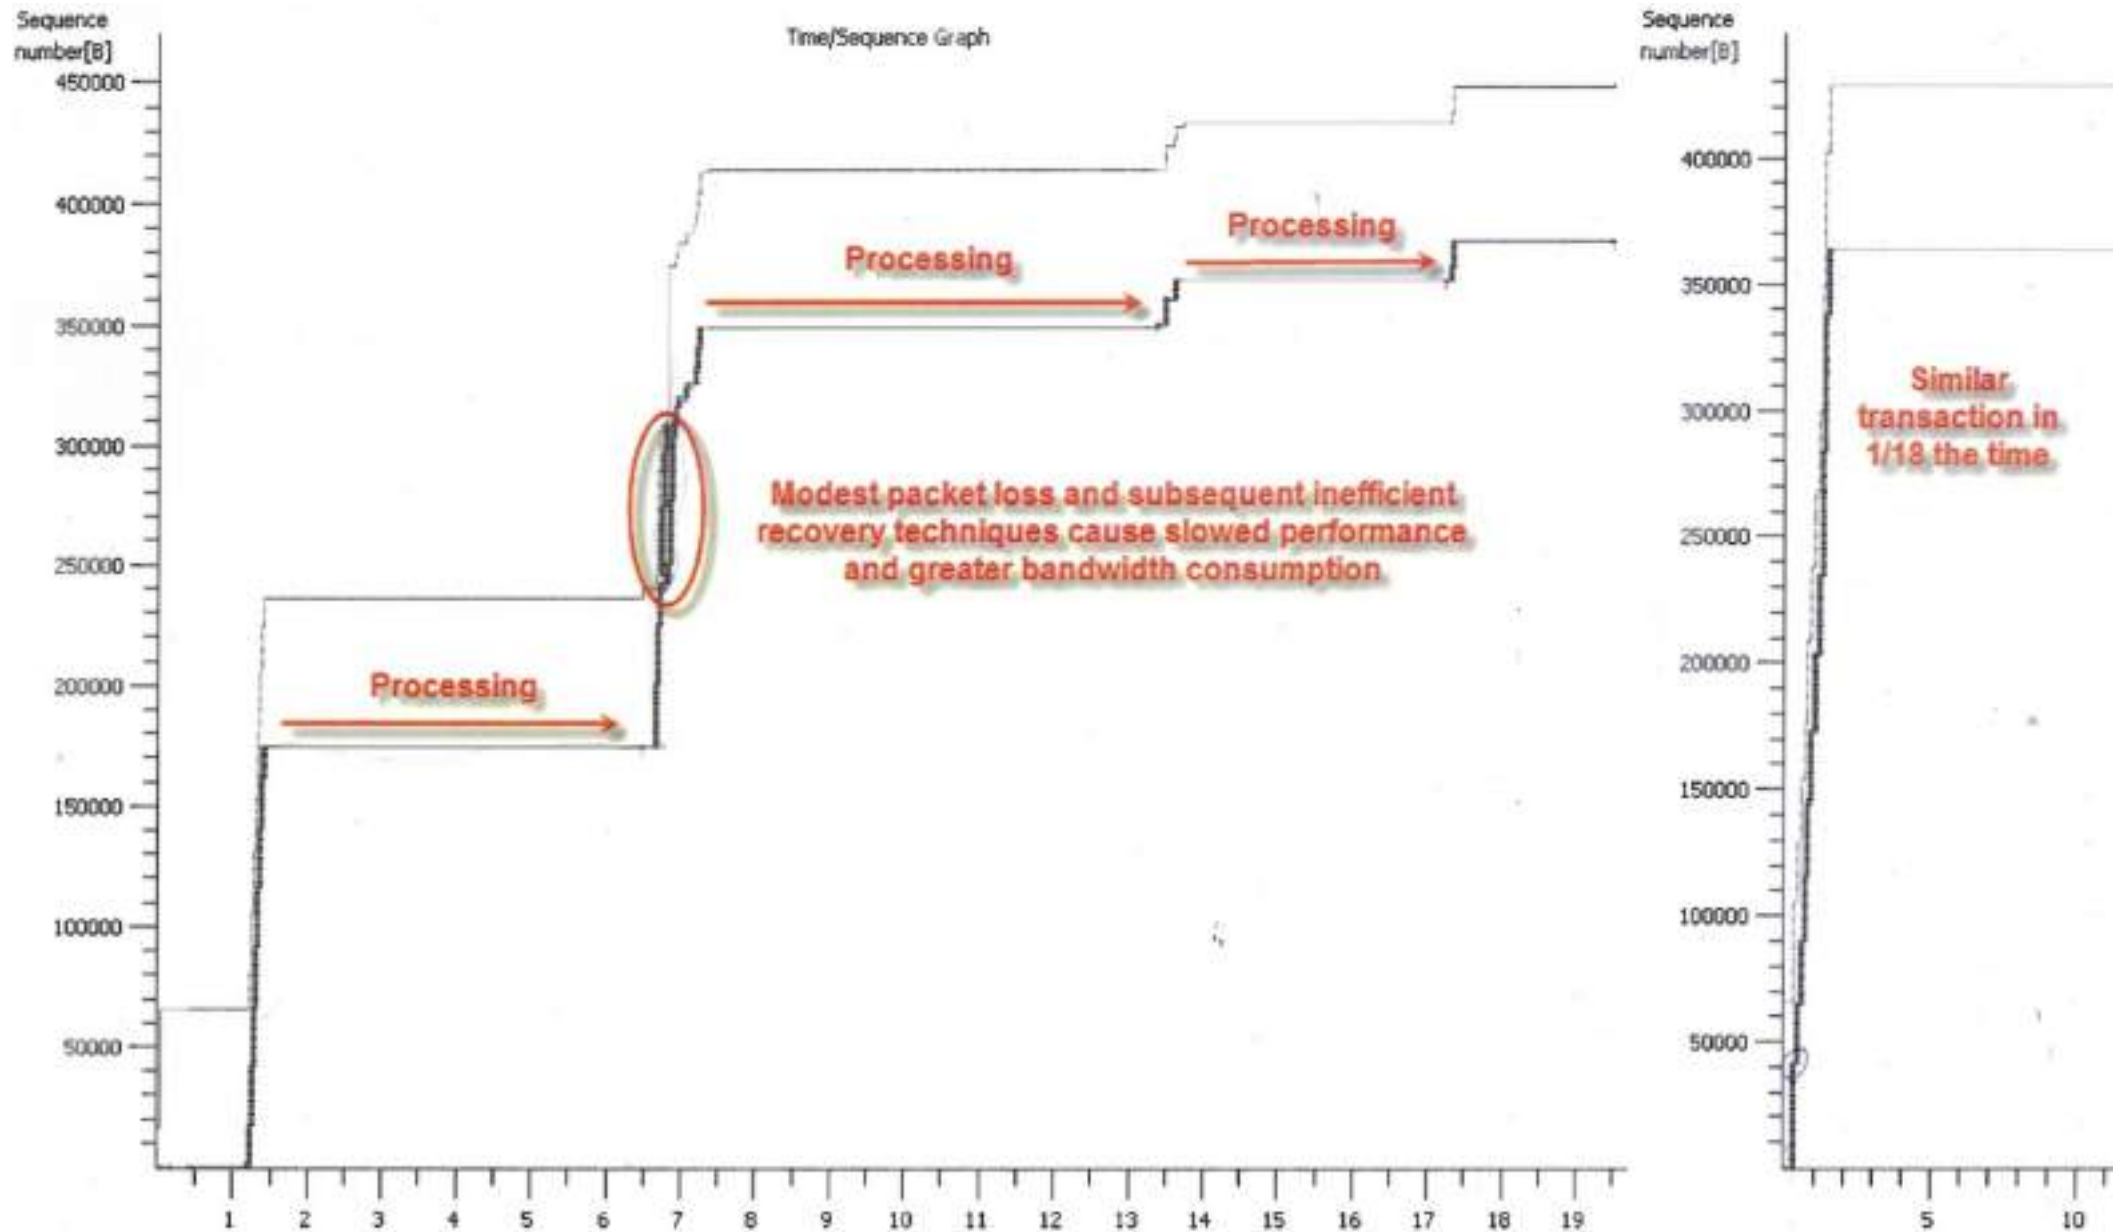 Sequence
number[B]
Time/Sequence Graph
450000
400000
350000
300000
250000
200000
150000
100000
50000
Processing
Processing
Processing
Modest packet loss and subsequent inefficient
recovery techniques cause slowed performance
and greater bandwidth consumption
1 2 3 4 5 6 7 8 9 10 11 12 13 14 15 16 17 18 19
Sequence
number[B]
400000
350000
300000
250000
200000
150000
100000
50000
Similar
transaction in
1/18 the time
5 10